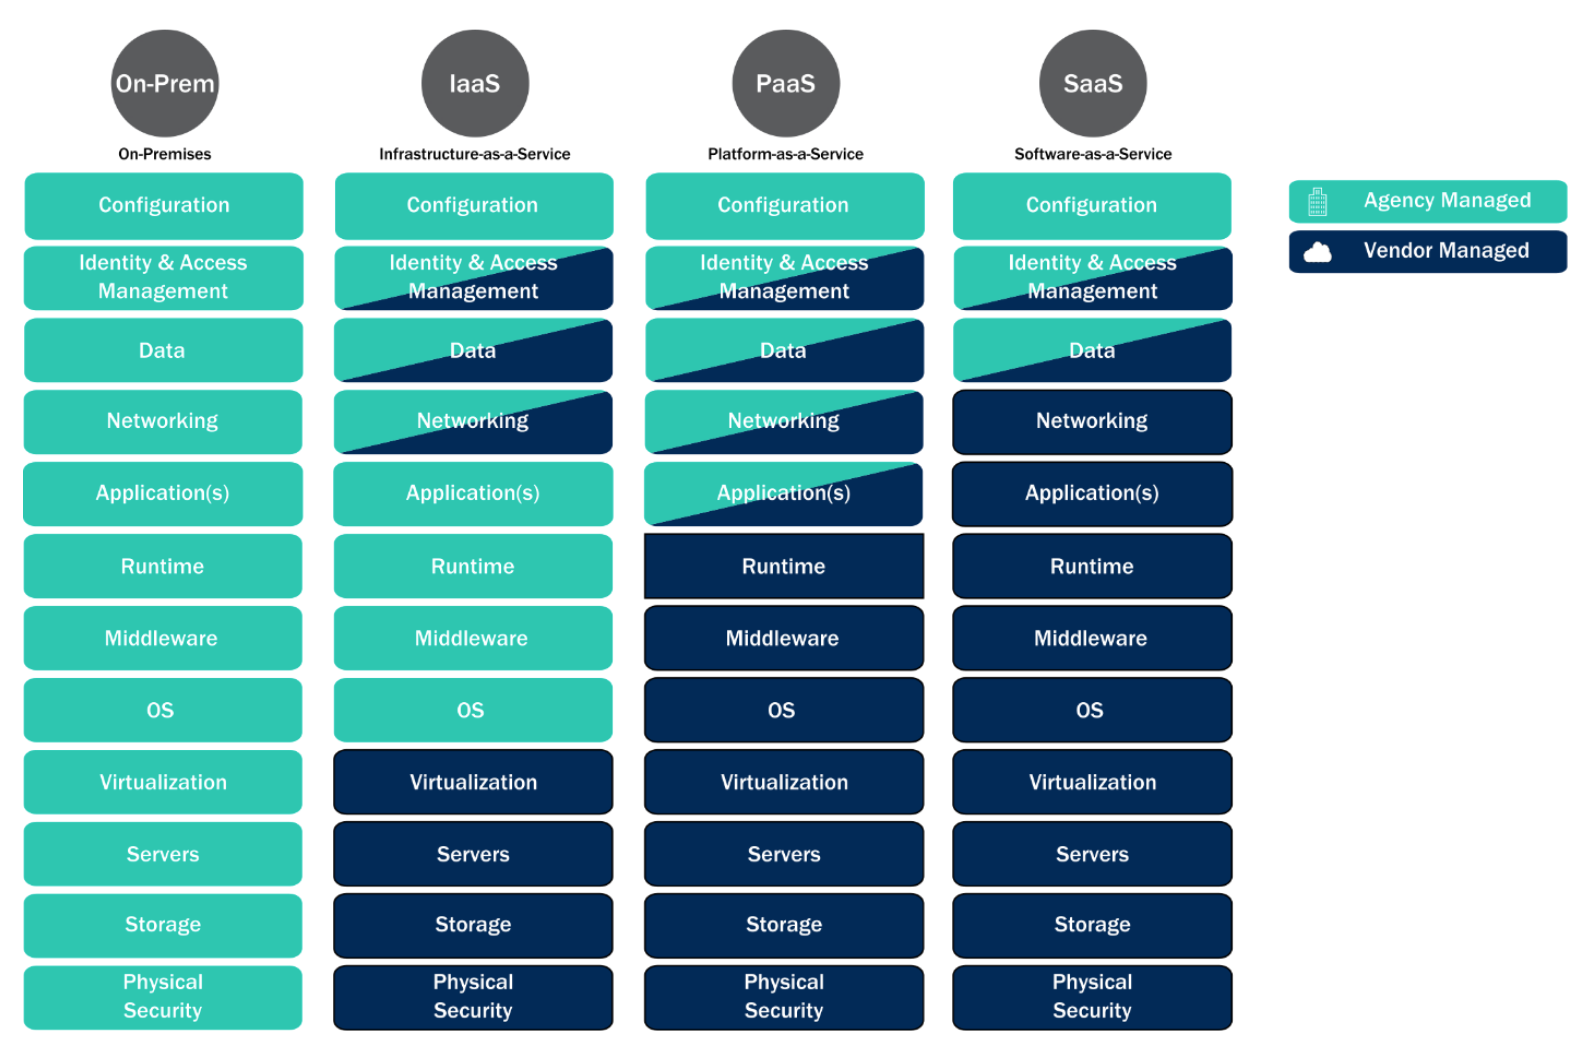 On-Prem
IaaS
PaaS
SaaS
On-Premises
Infrastructure-as-a-Service
Platform-as-a-Service
Software-as-a-Service
Configuration
Configuration
Configuration
Configuration
Agency Managed
Vendor Managed
Identity & Access
Management
Identity & Access
Management
Identity & Access
Management
Identity & Access
Management
Data
Data
Data
Data
Networking
Networking
Networking
Networking
Application(s)
Application(s)
Application(s)
Application(s)
Runtime
Runtime
Runtime
Runtime
Middleware
Middleware
Middleware
Middleware
OS
OS
OS
OS
Virtualization
Virtualization
Virtualization
Virtualization
Servers
Servers
Servers
Servers
Storage
Storage
Storage
Storage
Physical
Security
Physical
Security
Physical
Security
Physical
Security